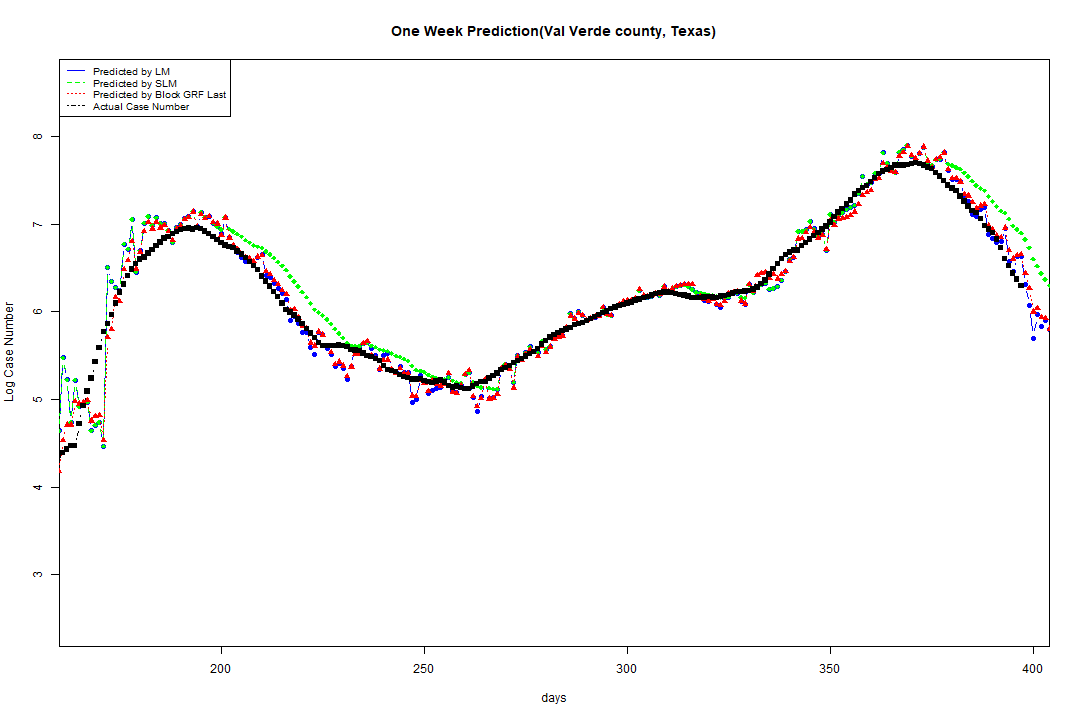 One Week Prediction(Val Verde county, Texas)
Predicted by LM
Predicted by SLM
Predicted by Block GRF Last
Actual Case Number
8
7
6
5
4
3
Log Case Number
200
250
300
350
400
days